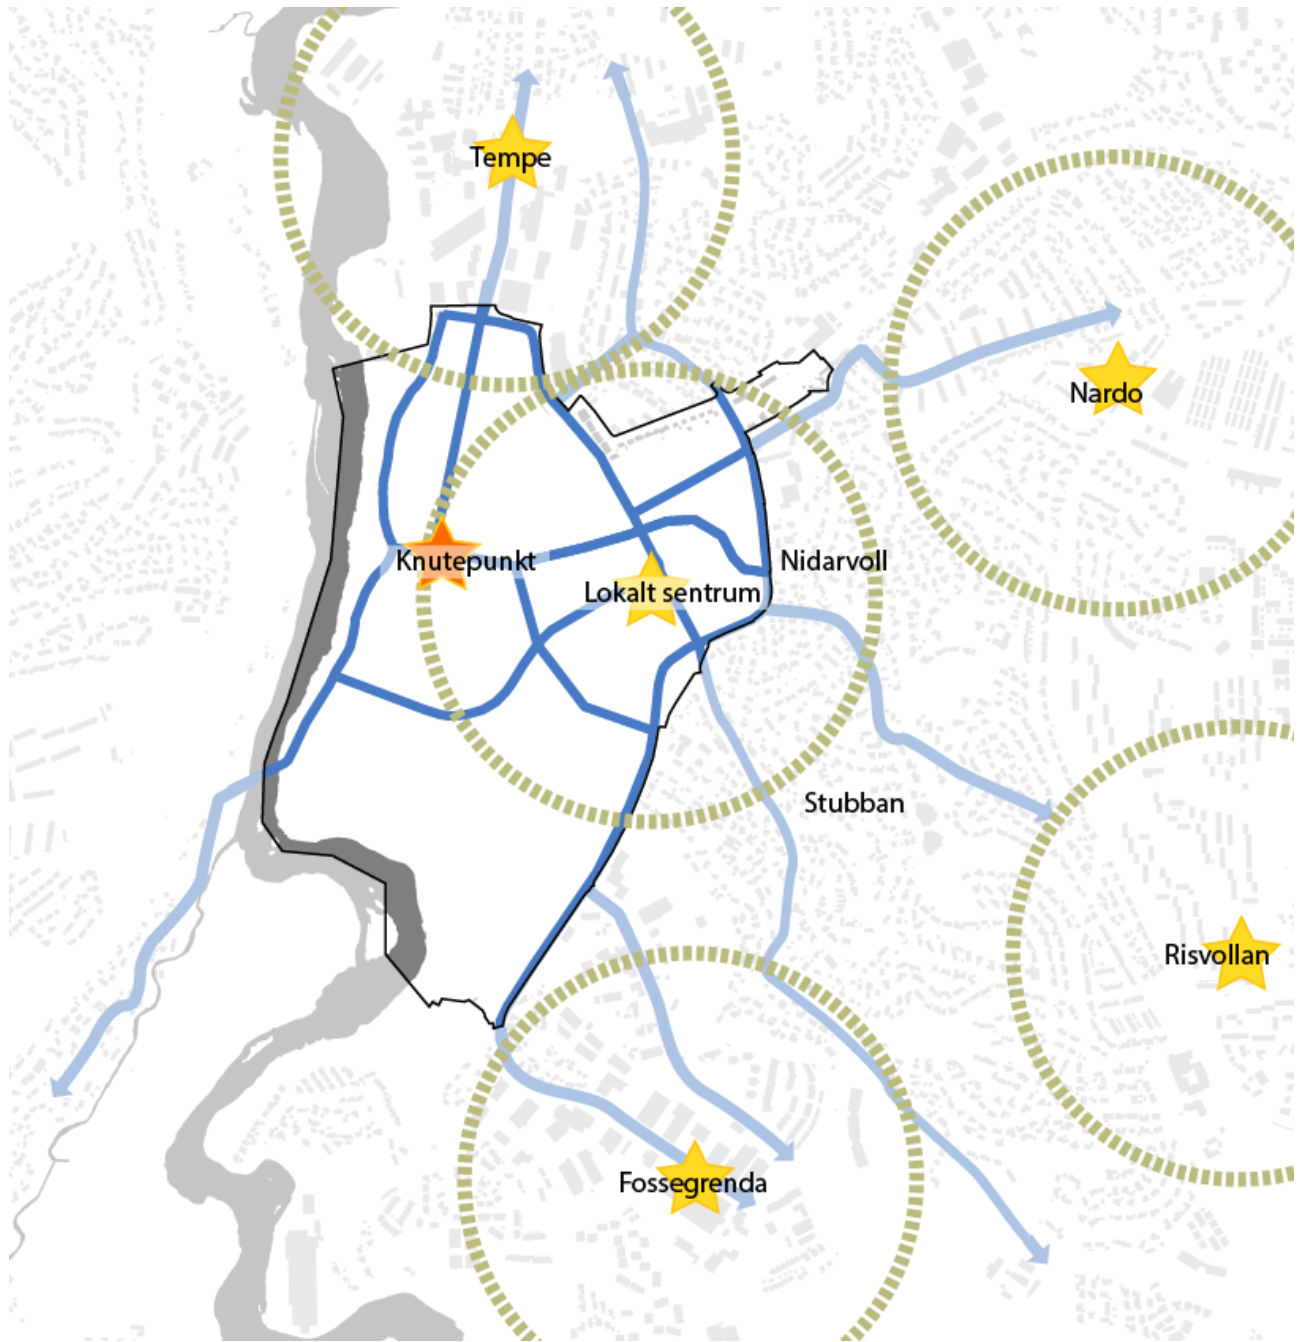 Tempe
Nardo
Knutepunkt
Nidarvoll
Lokalt sentrum
Stubban
Risvollan
Fossegrenda